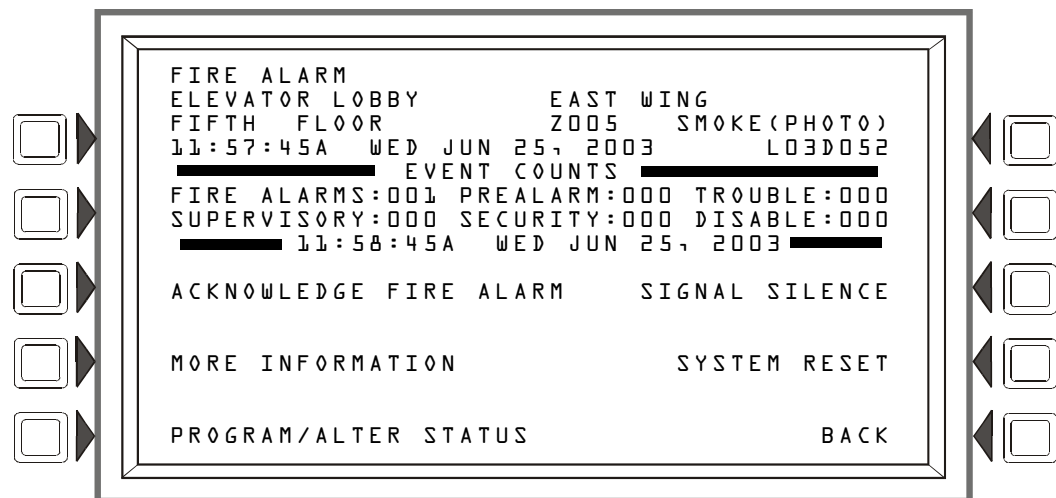 FIRE ALARM
ELEVATOR LOBBY EAST WING
FIFTH FLOOR Z005 SMOKE(PHOTO)
11:57:45A WED JUN 25, 2003 L03D052
EVENT COUNTS
FIRE ALARMS:001 PREALARM:000 TROUBLE:000
SUPERVISORY:000 SECURITY:000 DISABLE:000
11:58:45A WED JUN 25, 2003
ACKNOWLEDGE FIRE ALARM SIGNAL SILENCE
MORE INFORMATION SYSTEM RESET
PROGRAM/ALTER STATUS BACK